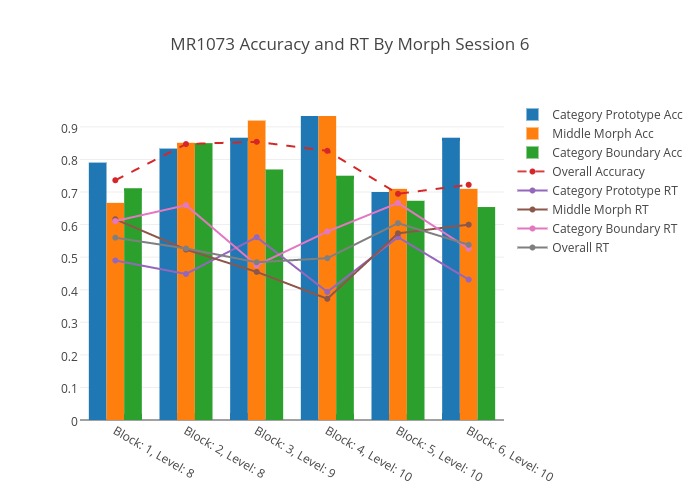 MR1073 Accuracy and RT By Morph Session 6
0.9
0.8
0.7
0.6
0.5
0.4
0.3
0.2
0.1
0
Block: 1, Level: 8
Block: 2, Level: 8
Block: 3, Level: 9
Block: 4, Level: 10
Block: 5, Level: 10
Block: 6, Level: 10
Category Prototype Acc
Middle Morph Acc
Category Boundary Acc
Overall Accuracy
Category Prototype RT
Middle Morph RT
Category Boundary RT
Overall RT